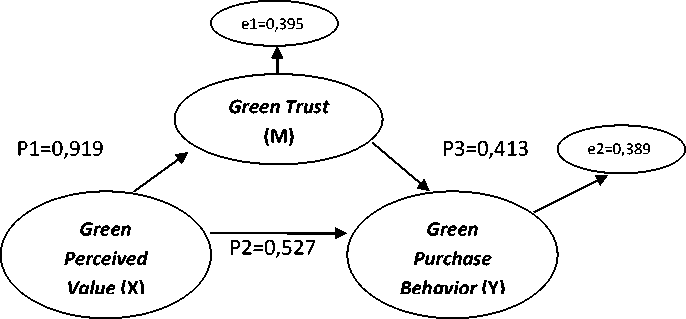 e1=0,395
Green Trust
(M)
P1=0,919
P3=0,413
e2=0,389
Green
Perceived
Value (X)
P2=0,527
Green
Purchase
Behavior (Y)